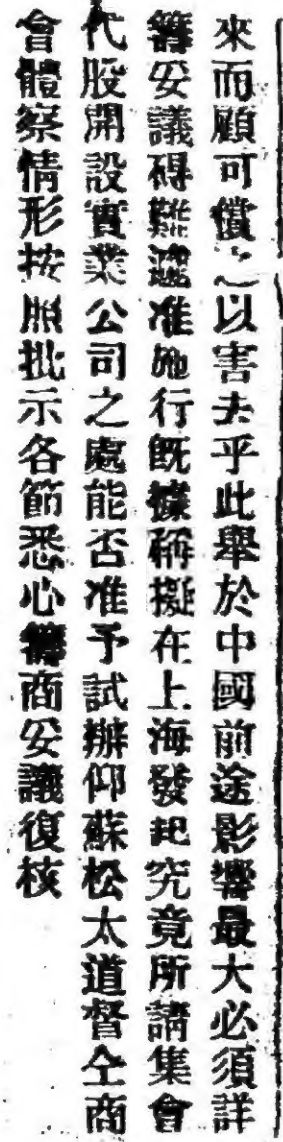 來而顧可償之以害去乎此舉於中國前途影響最大必須詳
籌妥議碍難遽准施行既據稱擬在上海發起究竟所請集會
代股開設實業公司之處能否准予試辦仰蘇松太道督仝商
會體察情形按照批示各節悉心籌商妥議復核